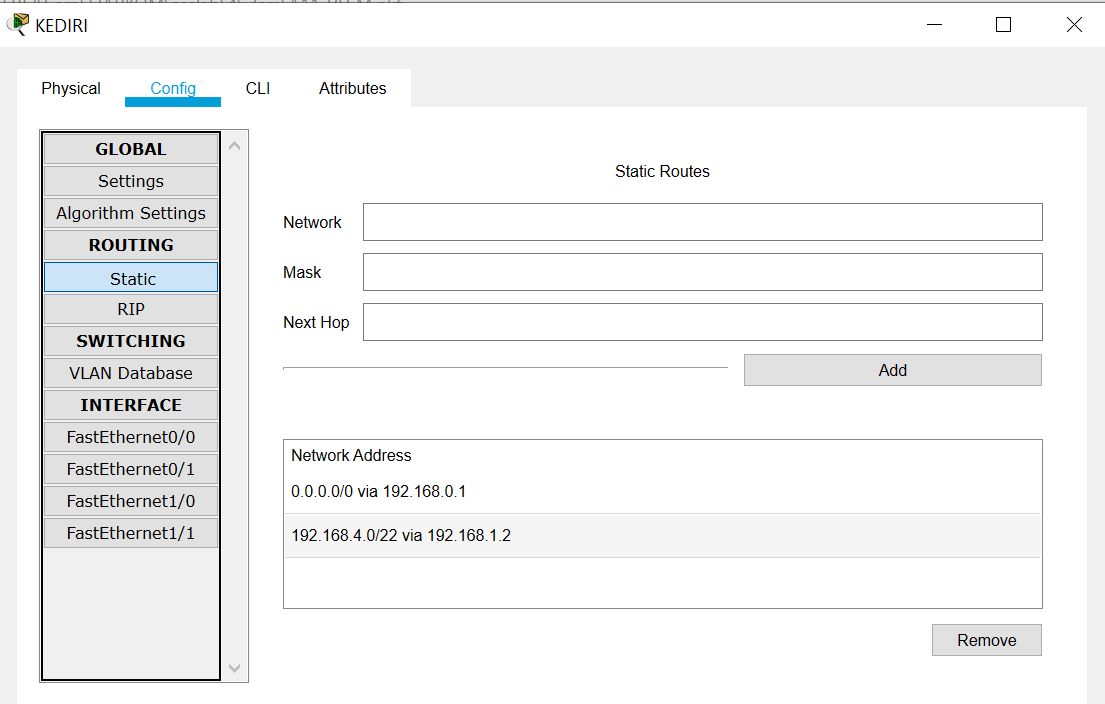 KEDIRI
Physical
Config
CLI
Attributes
GLOBAL
Settings
Algorithm Settings
ROUTING
Static
RIP
SWITCHING
VLAN Database
INTERFACE
FastEthernet0/0
FastEthernet0/1
FastEthernet1/0
FastEthernet1/1
Static Routes
Network
Mask
Next Hop
Add
Network Address
0.0.0.0/0 via 192.168.0.1
192.168.4.0/22 via 192.168.1.2
Remove